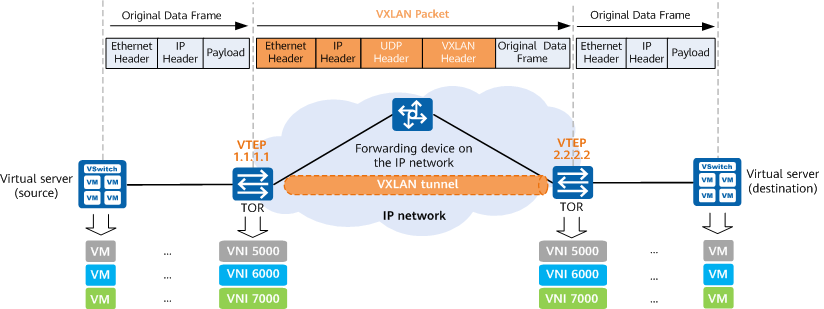 Original Data Frame
VXLAN Packet
Original Data Frame
Ethernet Header
IP Header
Payload
Ethernet Header
IP Header
UDP Header
VXLAN Header
Original Data Frame
Ethernet Header
IP Header
Payload
VTEP
1.1.1.1
Forwarding device on
the IP network
VTEP
2.2.2.2
Virtual server
(source)
VSwitch
VM VM
VM VM
VXLAN tunnel
VSwitch
VM VM
VM VM
Virtual server
(destination)
TOR
IP network
TOR
VM ... VNI 5000
VNI 5000 ... VM
VM ... VNI 6000
VNI 6000 ... VM
VM ... VNI 7000
VNI 7000 ... VM